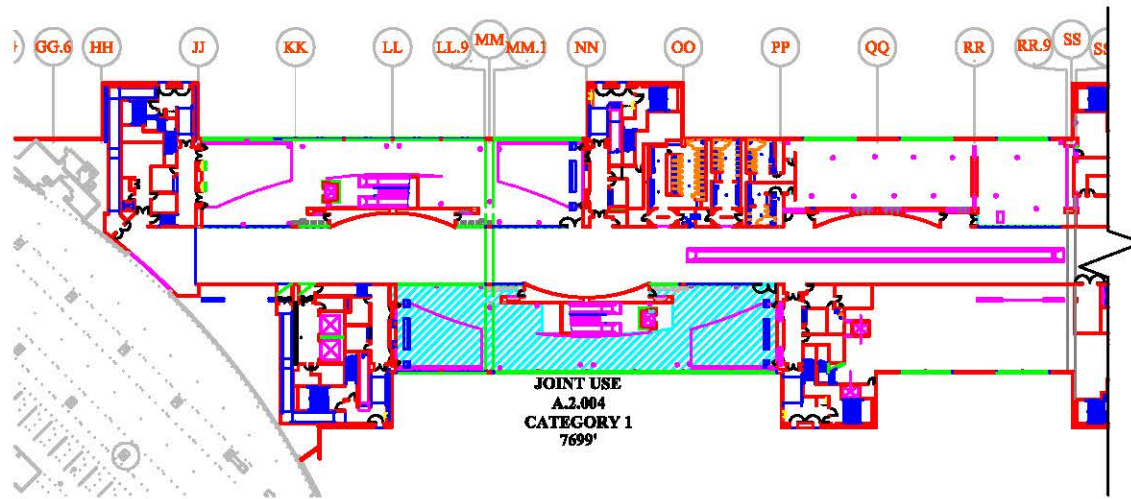 GG.6 HH JJ KK LL LL.9 MM MM.1 NN OO PP QQ RR RR.9 SS
JOINT USE
A.2.004
CATEGORY 1
7699'